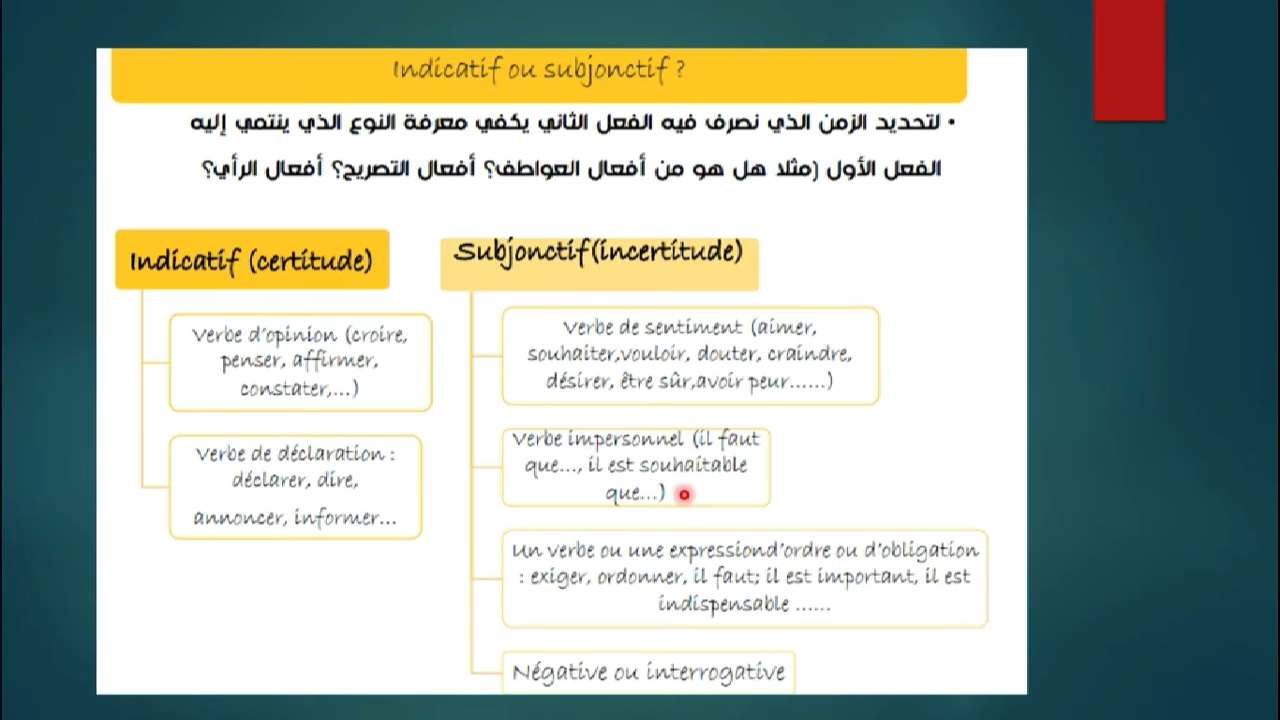 Indicatif ou subjonctif ?
• لتحديد الزمن الذي نصرف فيه الفعل الثاني يكفي معرفة النوع الذي ينتمي إليه
الفعل الأول (مثلا هل هو من أفعال العواطف؟ أفعال التصريح؟ أفعال الرأي؟
Indicatif (certitude)
Verbe d'opinion (croire,
penser, affirmer,
constater,...)
Verbe de déclaration :
déclarer, dire,
annoncer, informer...
Subjonctif(incertitude)
Verbe de sentiment (aimer,
souhaiter,vouloir, douter, craindre,
désirer, être sûr,avoir peur......)
Verbe impersonnel (il faut
que..., il est souhaitable
que...)
Un verbe ou une expressiond'ordre ou d'obligation
: exiger, ordonner, il faut; il est important, il est
indispensable ......
Négative ou interrogative